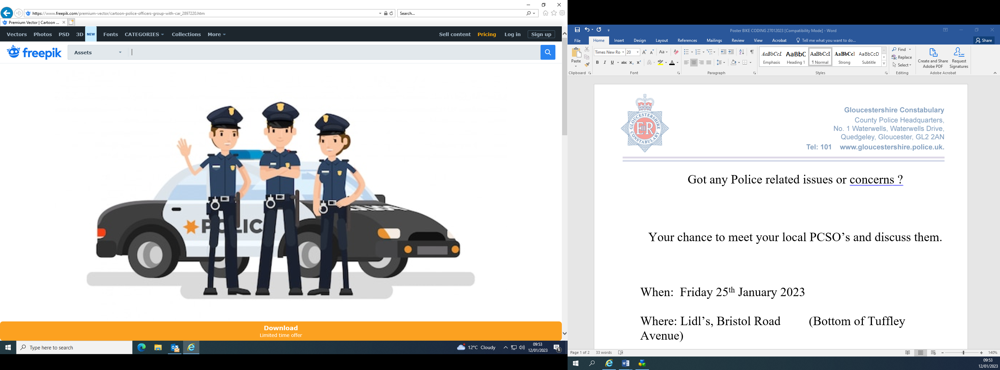 https://www.freepik.com/premium-vector/cartoon-police-officers-group-with-car_2897220.htm
Search...
Premium Vector | Cartoon ...
Vectors Photos PSD 3D NEW Fonts CATEGORIES Collections More Sell content Pricing Log in Sign up
freepik Assets
POLIC
Download
Limited time offer
Type here to search
12°C Cloudy
09:53
12/01/2023
6
Poster BIKE CODING 27012023 [Compatibility Mode] - Word
File Home Insert Design Layout References Mailings Review View Acrobat Tell me what you want to do... Share
Paste
Clipboard
Times New Ro 20
Font
Paragraph
AaBbCcI AaBbC AaBbCcI AaBbCcI AaBbCcD
Emphasis Heading 1 ¶ Normal Strong Subtitle
Styles
Find
Replace
Select
Editing
Create and Share Adobe PDF
Request Signatures
Adobe Acrobat
GLOUCESTERSHIRE
EIIR
CONSTABULARY
Gloucestershire Constabulary
County Police Headquarters,
No. 1 Waterwells, Waterwells Drive,
Quedgeley, Gloucester, GL2 2AN
Tel: 101 www.gloucestershire.police.uk.
Got any Police related issues or concerns ?
Your chance to meet your local PCSO’s and discuss them.
When: Friday 25th January 2023
Where: Lidl’s, Bristol Road (Bottom of Tuffley
Avenue)
Page 1 of 2 33 words
140%
09:53
12/01/2023